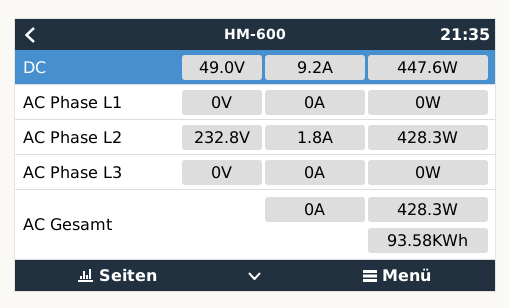 HM-600 21:35
DC 49.0V 9.2A 447.6W
AC Phase L1 0V 0A 0W
AC Phase L2 232.8V 1.8A 428.3W
AC Phase L3 0V 0A 0W
AC Gesamt 0A 428.3W
93.58KWh
Seiten Menü